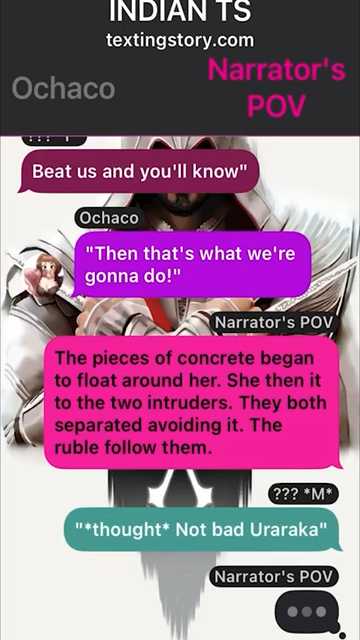 INDIAN TS
textingstory.com
Ochaco
Narrator's
POV
Beat us and you'll know"
Ochaco
"Then that's what we're
gonna do!"
Narrator's POV
The pieces of concrete began
to float around her. She then it
to the two intruders. They both
separated avoiding it. The
ruble follow them.
??? *M*
"*thought* Not bad Uraraka"
Narrator's POV